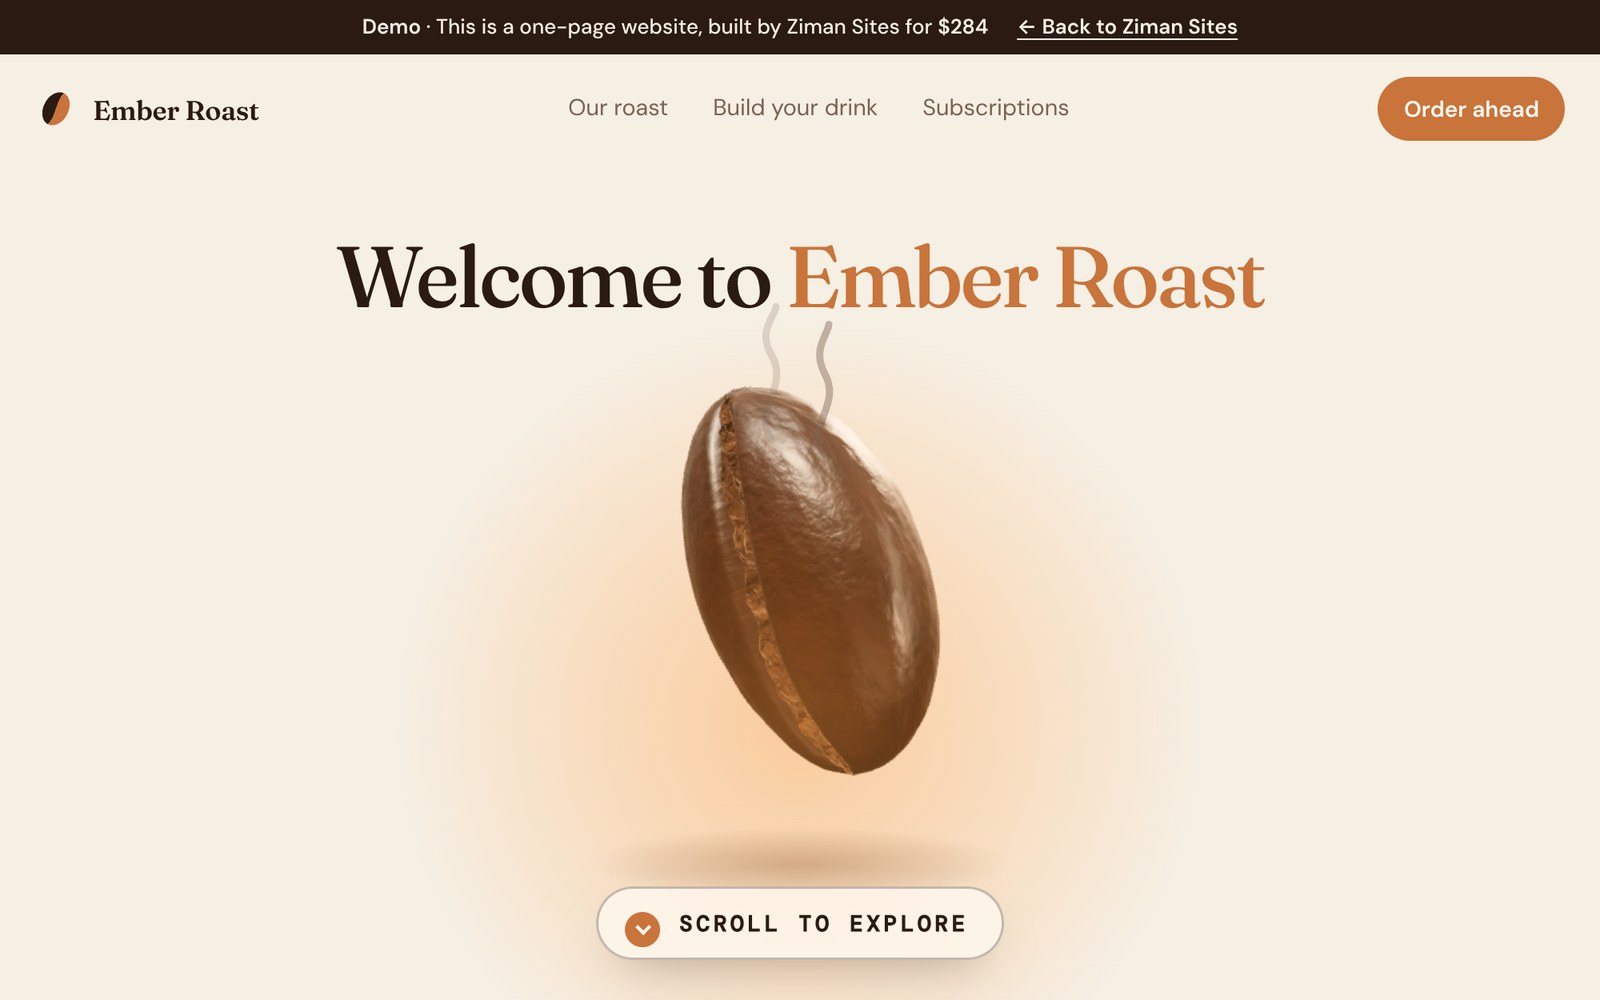 Demo · This is a one-page website, built by Ziman Sites for $284 ← Back to Ziman Sites
Ember Roast
Our roast
Build your drink
Subscriptions
Order ahead
Welcome to Ember Roast
SCROLL TO EXPLORE